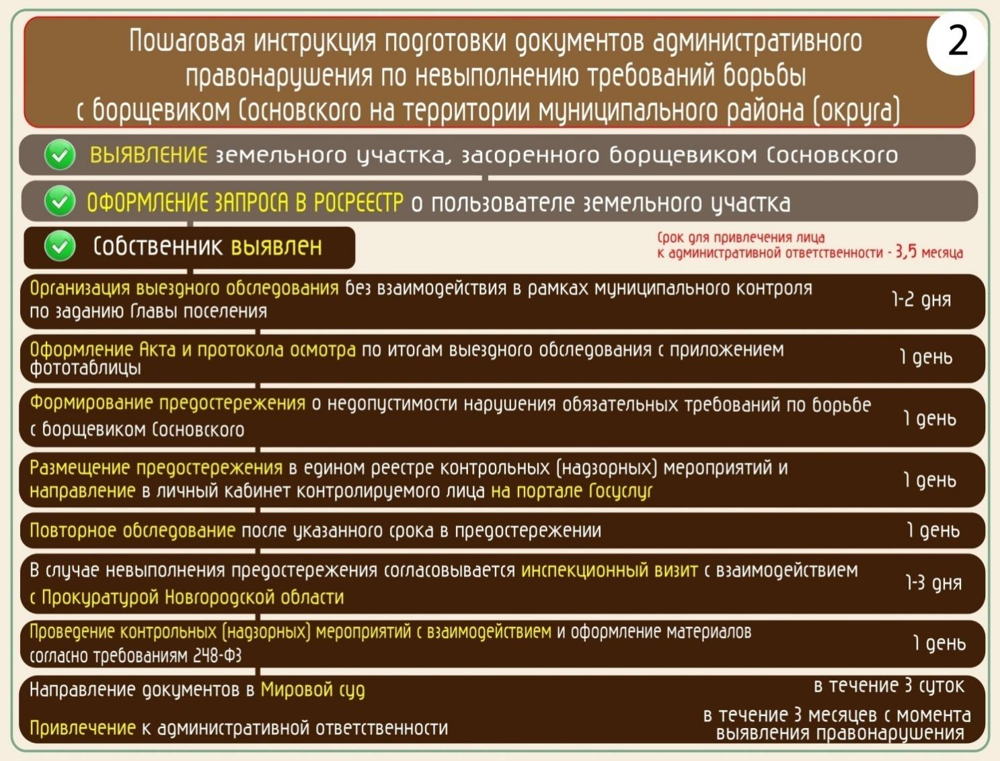 2
Пошаговая инструкция подготовки документов административного
правонарушения по невыполнению требований борьбы
с борщевиком Сосновского на территории муниципального района (округа)
ВЫЯВЛЕНИЕ земельного участка, засоренного борщевиком Сосновского
ОФОРМЛЕНИЕ ЗАПРОСА В РОСРЕЕСТР о пользователе земельного участка
Собственник выявлен
Срок для привлечения лица
к административной ответственности - 3,5 месяца
Организация выездного обследования без взаимодействия в рамках муниципального контроля
по заданию Главы поселения
1-2 дня
Оформление Акта и протокола осмотра по итогам выездного обследования с приложением
фототаблицы
1 день
Формирование предостережения о недопустимости нарушения обязательных требований по борьбе
с борщевиком Сосновского
1 день
Размещение предостережения в едином реестре контрольных (надзорных) мероприятий и
направление в личный кабинет контролируемого лица на портале Госуслуг
1 день
Повторное обследование после указанного срока в предостережении
1 день
В случае невыполнения предостережения согласовывается инспекционный визит с взаимодействием
с Прокуратурой Новгородской области
1-3 дня
Проведение контрольных (надзорных) мероприятий с взаимодействием и оформление материалов
согласно требованиям 248-ФЗ
1 день
Направление документов в Мировой суд
в течение 3 суток
Привлечение к административной ответственности
в течение 3 месяцев с момента
выявления правонарушения